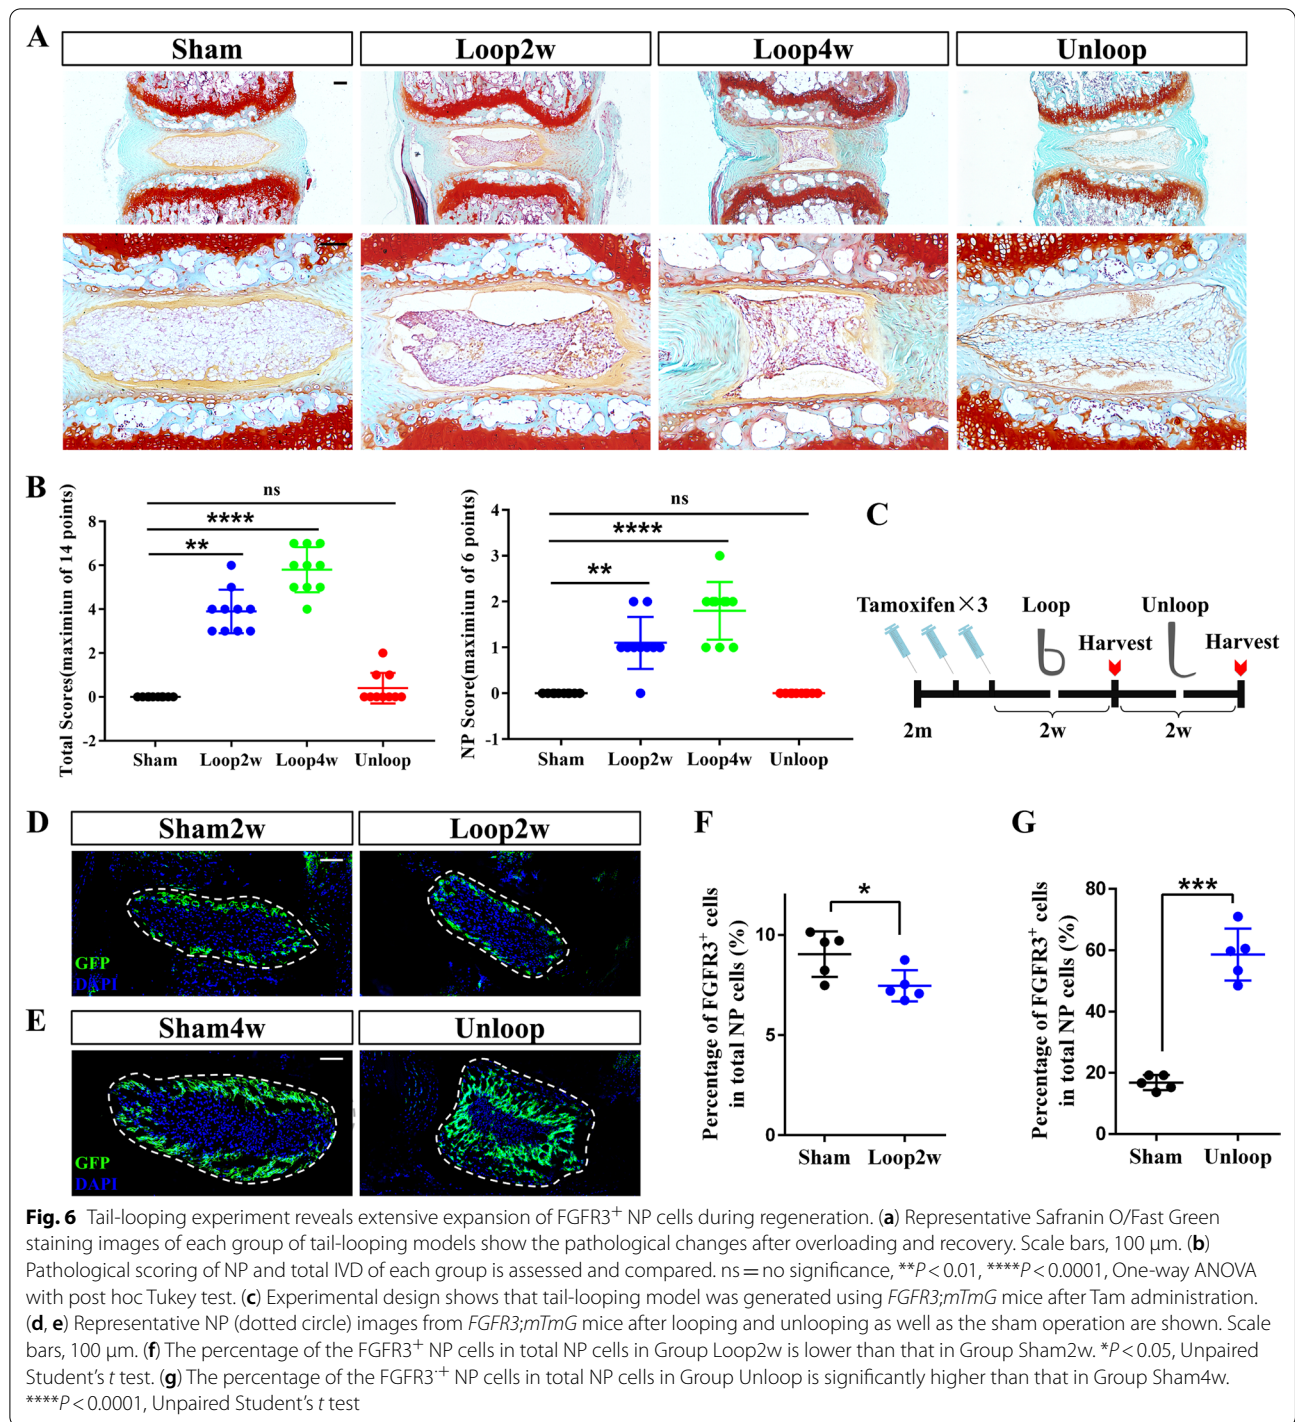 A
Sham
Loop2w
Loop4w
Unloop
B
Total Scores(maximiun of 14 points)
8
6
4
2
0
-2
ns
****
**
Sham
Loop2w
Loop4w
Unloop
NP Score(maximiun of 6 points)
4
3
2
1
0
-1
ns
****
**
Sham
Loop2w
Loop4w
Unloop
C
Tamoxifen×3
Loop
Unloop
Harvest
Harvest
2m
2w
2w
D
Sham2w
Loop2w
GFP
DAPI
E
Sham4w
Unloop
GFP
DAPI
F
Percentage of FGFR3⁺ cells
in total NP cells (%)
10
5
0
*
Sham
Loop2w
G
Percentage of FGFR3⁺ cells
in total NP cells (%)
80
60
40
20
0
***
Sham
Unloop
Fig. 6 Tail-looping experiment reveals extensive expansion of FGFR3⁺ NP cells during regeneration. (a) Representative Safranin O/Fast Green
staining images of each group of tail-looping models show the pathological changes after overloading and recovery. Scale bars, 100 μm. (b)
Pathological scoring of NP and total IVD of each group is assessed and compared. ns = no significance, **P < 0.01, ****P < 0.0001, One-way ANOVA
with post hoc Tukey test. (c) Experimental design shows that tail-looping model was generated using FGFR3;mTmG mice after Tam administration.
(d, e) Representative NP (dotted circle) images from FGFR3;mTmG mice after looping and unlooping as well as the sham operation are shown. Scale
bars, 100 μm. (f) The percentage of the FGFR3⁺ NP cells in total NP cells in Group Loop2w is lower than that in Group Sham2w. *P < 0.05, Unpaired
Student's t test. (g) The percentage of the FGFR3˙⁺ NP cells in total NP cells in Group Unloop is significantly higher than that in Group Sham4w.
****P < 0.0001, Unpaired Student's t test